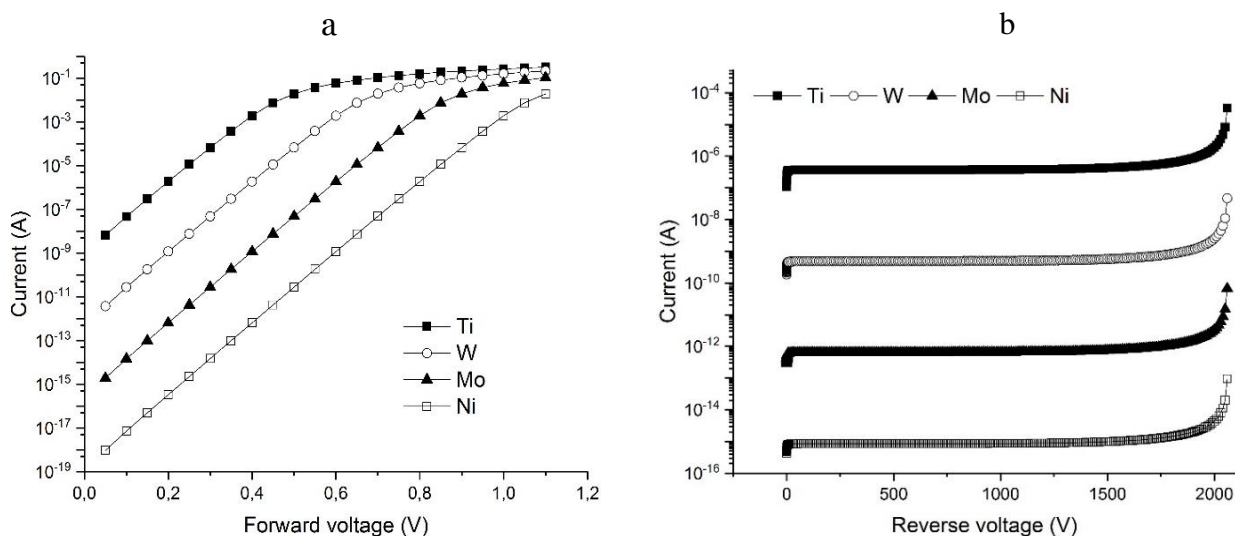 a
10⁻¹
10⁻³
10⁻⁵
10⁻⁷
10⁻⁹
10⁻¹¹
10⁻¹³
10⁻¹⁵
10⁻¹⁷
10⁻¹⁹
Current (A)
Ti
W
Mo
Ni
0,0 0,2 0,4 0,6 0,8 1,0 1,2
Forward voltage (V)
b
Ti W Mo Ni
10⁻⁴
10⁻⁶
10⁻⁸
10⁻¹⁰
10⁻¹²
10⁻¹⁴
10⁻¹⁶
Current (A)
0 500 1000 1500 2000
Reverse voltage (V)